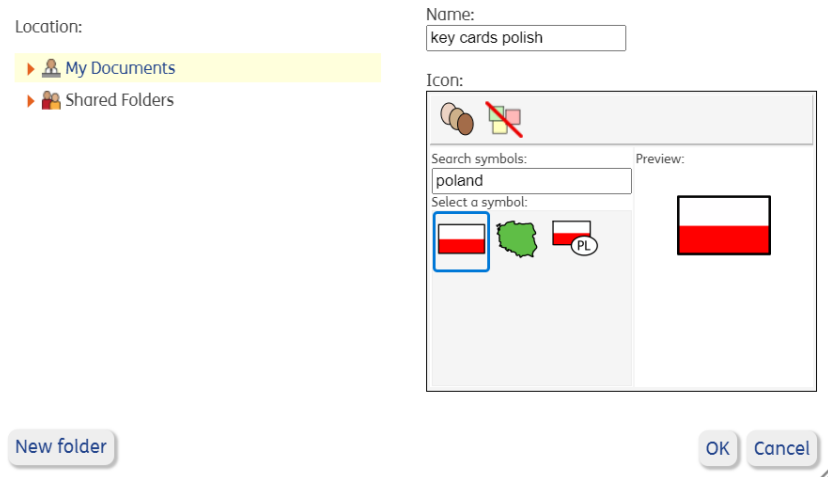 Location:
My Documents
Shared Folders
New folder
Name:
key cards polish
Icon:
Search symbols:
poland
Select a symbol:
PL
Preview:
OK
Cancel